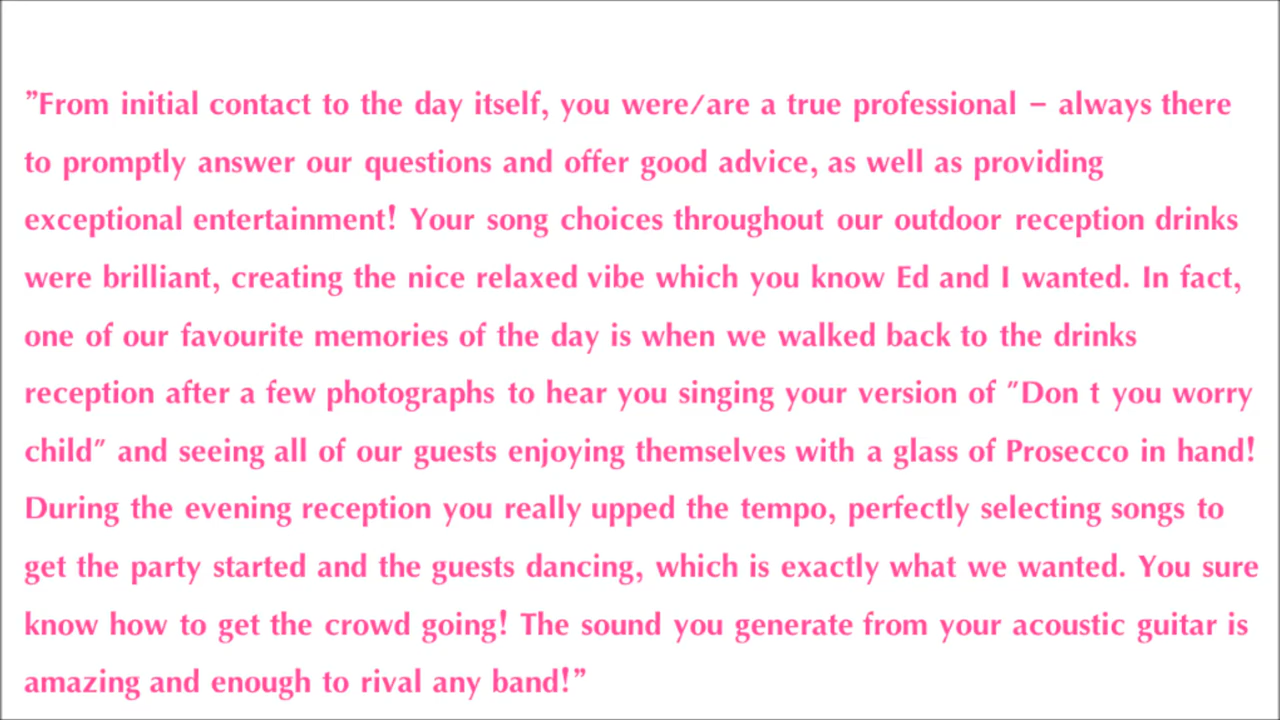 ”From initial contact to the day itself, you were/are a true professional – always there
to promptly answer our questions and offer good advice, as well as providing
exceptional entertainment! Your song choices throughout our outdoor reception drinks
were brilliant, creating the nice relaxed vibe which you know Ed and I wanted. In fact,
one of our favourite memories of the day is when we walked back to the drinks
reception after a few photographs to hear you singing your version of "Don t you worry
child" and seeing all of our guests enjoying themselves with a glass of Prosecco in hand!
During the evening reception you really upped the tempo, perfectly selecting songs to
get the party started and the guests dancing, which is exactly what we wanted. You sure
know how to get the crowd going! The sound you generate from your acoustic guitar is
amazing and enough to rival any band!”